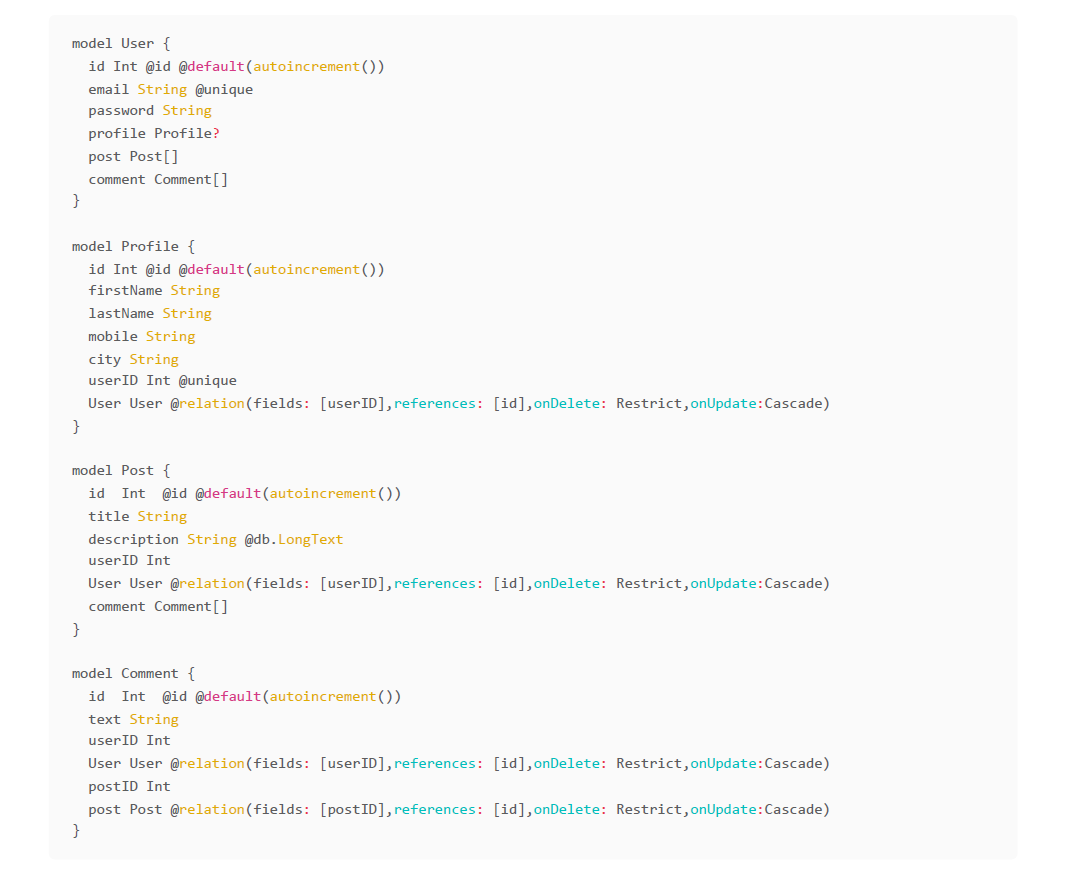 model User {
  id Int @id @default(autoincrement())
  email String @unique
  password String
  profile Profile?
  post Post[]
  comment Comment[]
}

model Profile {
  id Int @id @default(autoincrement())
  firstName String
  lastName String
  mobile String
  city String
  userID Int @unique
  User User @relation(fields: [userID],references: [id],onDelete: Restrict,onUpdate:Cascade)
}

model Post {
  id  Int  @id @default(autoincrement())
  title String
  description String @db.LongText
  userID Int
  User User @relation(fields: [userID],references: [id],onDelete: Restrict,onUpdate:Cascade)
  comment Comment[]
}

model Comment {
  id  Int  @id @default(autoincrement())
  text String
  userID Int
  User User @relation(fields: [userID],references: [id],onDelete: Restrict,onUpdate:Cascade)
  postID Int
  post Post @relation(fields: [postID],references: [id],onDelete: Restrict,onUpdate:Cascade)
}